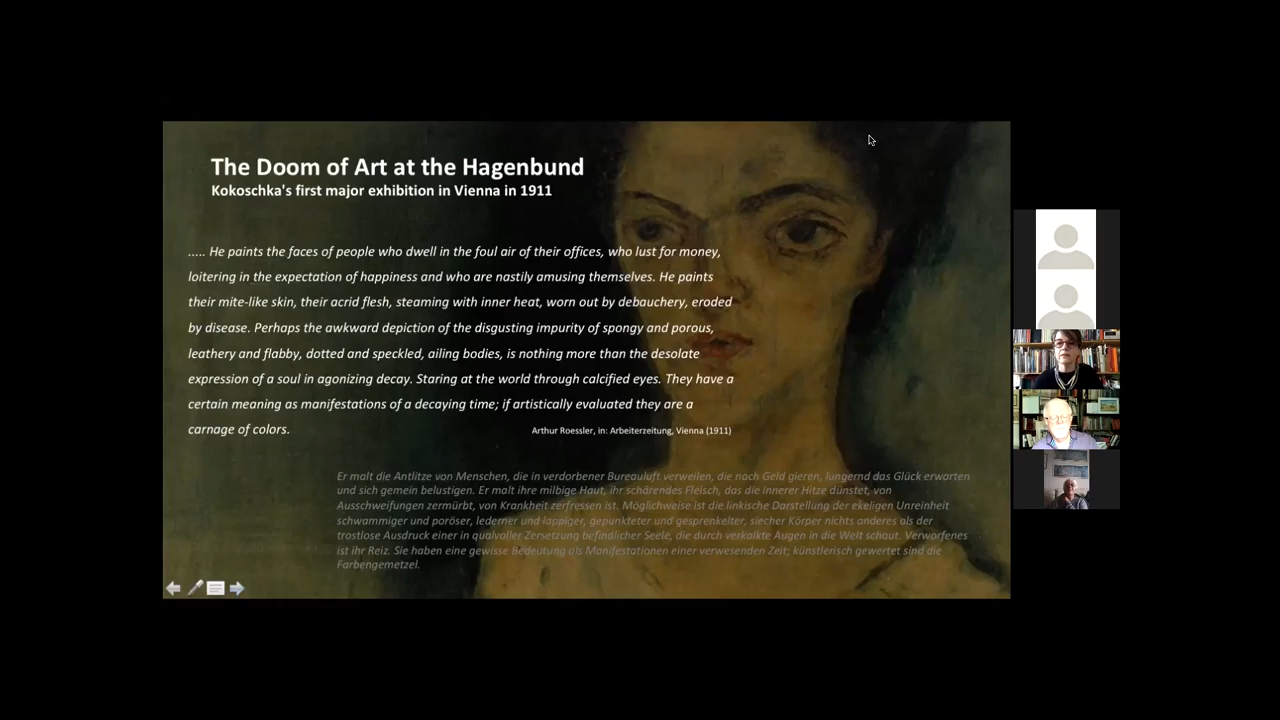 The Doom of Art at the Hagenbund
Kokoschka's first major exhibition in Vienna in 1911
..... He paints the faces of people who dwell in the foul air of their offices, who lust for money,
loitering in the expectation of happiness and who are nastily amusing themselves. He paints
their mite-like skin, their acrid flesh, steaming with inner heat, worn out by debauchery, eroded
by disease. Perhaps the awkward depiction of the disgusting impurity of spongy and porous,
leathery and flabby, dotted and speckled, ailing bodies, is nothing more than the desolate
expression of a soul in agonizing decay. Staring at the world through calcified eyes. They have a
certain meaning as manifestations of a decaying time; if artistically evaluated they are a
carnage of colors.
Arthur Roessler, in: Arbeiterzeitung, Vienna (1911)
Er malt die Antlitze von Menschen, die in verdorbener Bureauluft verweilen, die nach Geld gieren, lungernd das Glück erwarten
und sich gemein belustigen. Er malt ihre milbige Haut, ihr schärendes Fleisch, das die innerer Hitze dünstet, von
Ausschweifungen zermürbt, von Krankheit zerfressen ist. Möglichweise ist die linkische Darstellung der ekeligen Unreinheit
schwammiger und poröser, lederner und lappiger, gepunkteter und gesprenkelter, siecher Körper nichts anderes als der
trostlose Ausdruck einer in qualvoller Zersetzung befindlicher Seele, die durch verkalkte Augen in die Welt schaut. Verworfenes
ist ihr Reiz. Sie haben eine gewisse Bedeutung als Manifestationen einer verwesenden Zeit; künstlerisch gewertet sind die
Farbengemetzel.